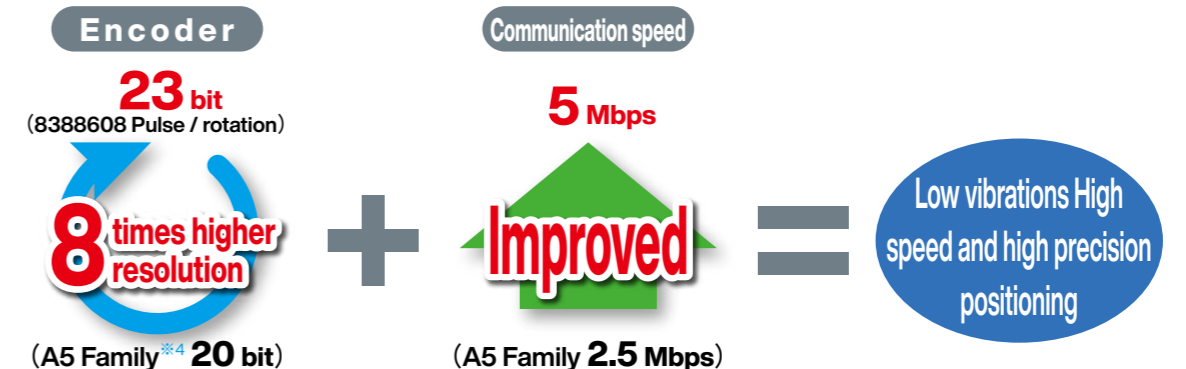 Encoder
23 bit
(8388608 Pulse / rotation)
8 times higher
resolution
(A5 Family※4 20 bit)
+
Communication speed
5 Mbps
Improved
(A5 Family 2.5 Mbps)
=
Low vibrations High
speed and high precision
positioning